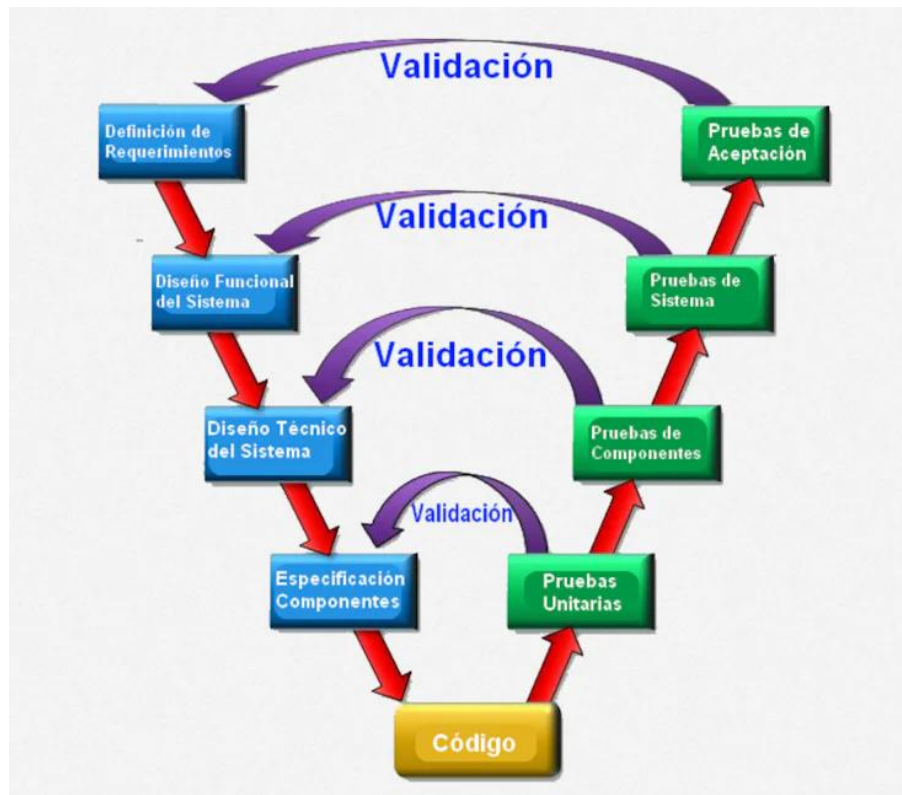 Validación
Definición de
Requerimientos
Pruebas de
Aceptación
Validación
Diseño Funcional
del Sistema
Pruebas de
Sistema
Validación
Diseño Técnico
del Sistema
Pruebas de
Componentes
Validación
Especificación
Componentes
Pruebas
Unitarias
Código